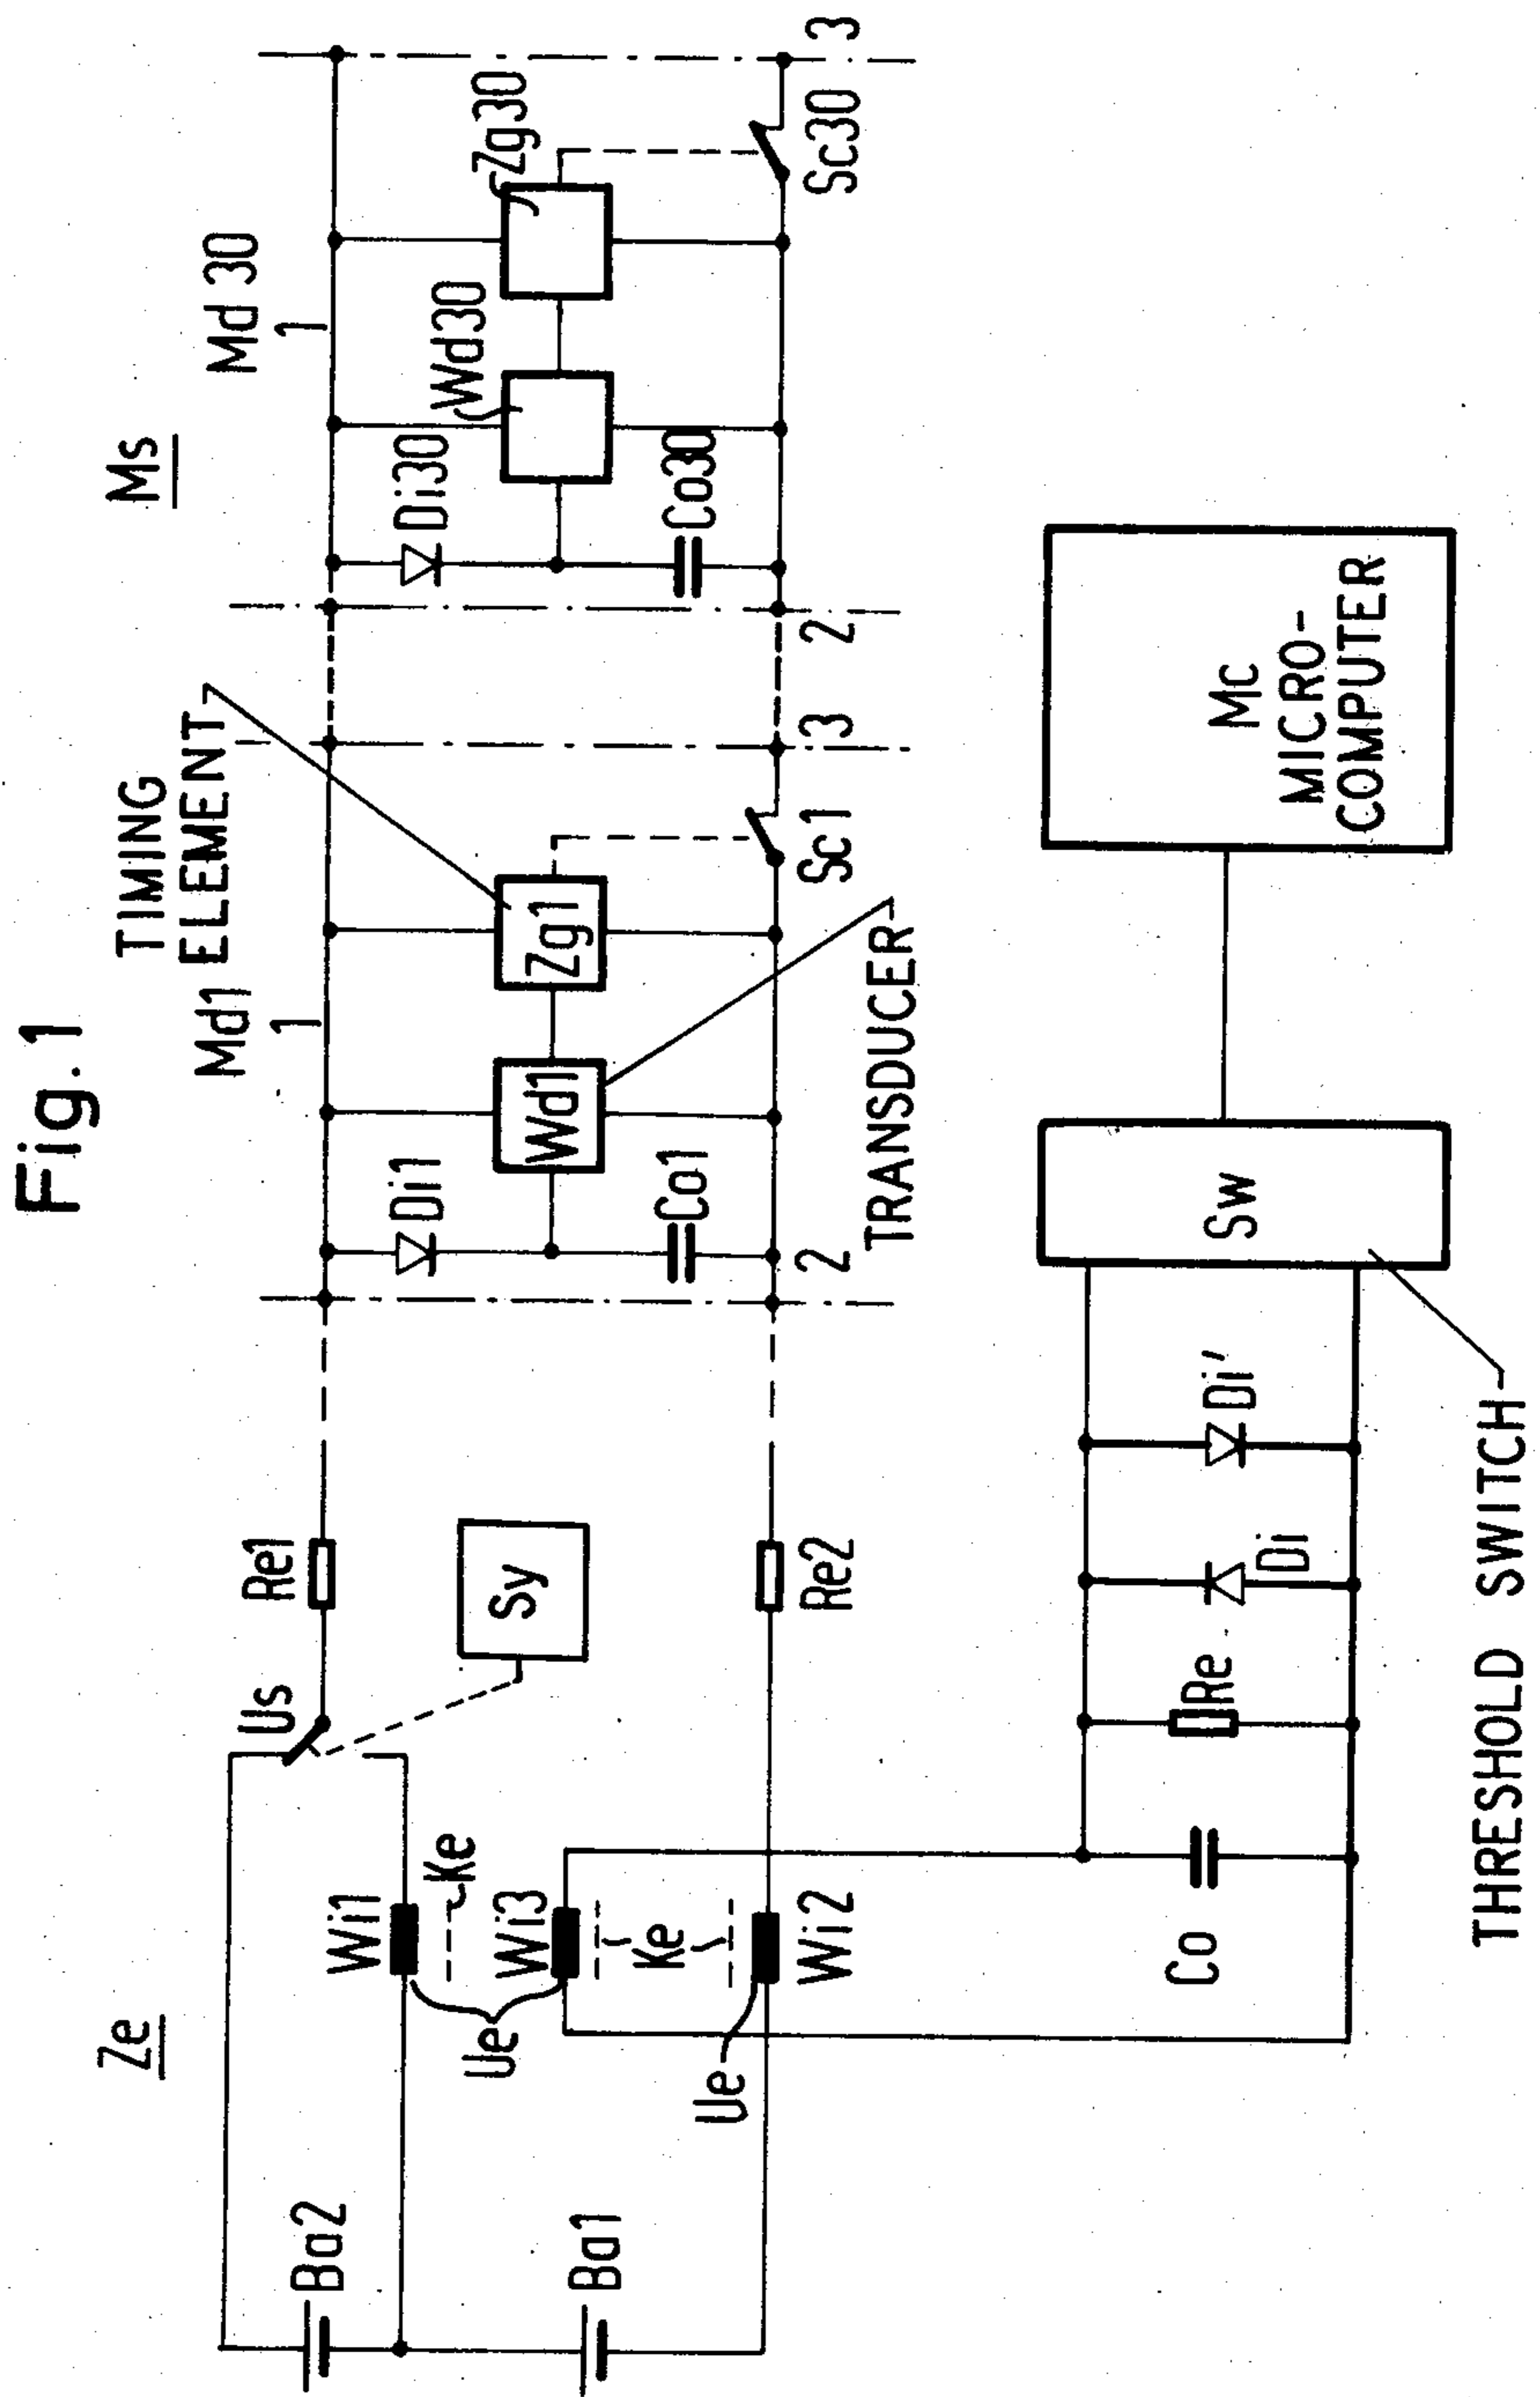 Fig.1
Ze
Ms
TIMING
ELEMENT
Md1
1
Md 30
1
Ba2
Us
Re1
Di1
Di30
Wd30
Zg30
Wi1
Ke
Sy
Wd1
Zg1
Ue
Wi3
Ba1
Ke
Co1
Co30
Ue
Wi2
Re2
2
Sc1
3
2
Sc30
3
TRANSDUCER
Co
Re
Di
Di'
Sw
Mc
MICRO-
COMPUTER
THRESHOLD SWITCH